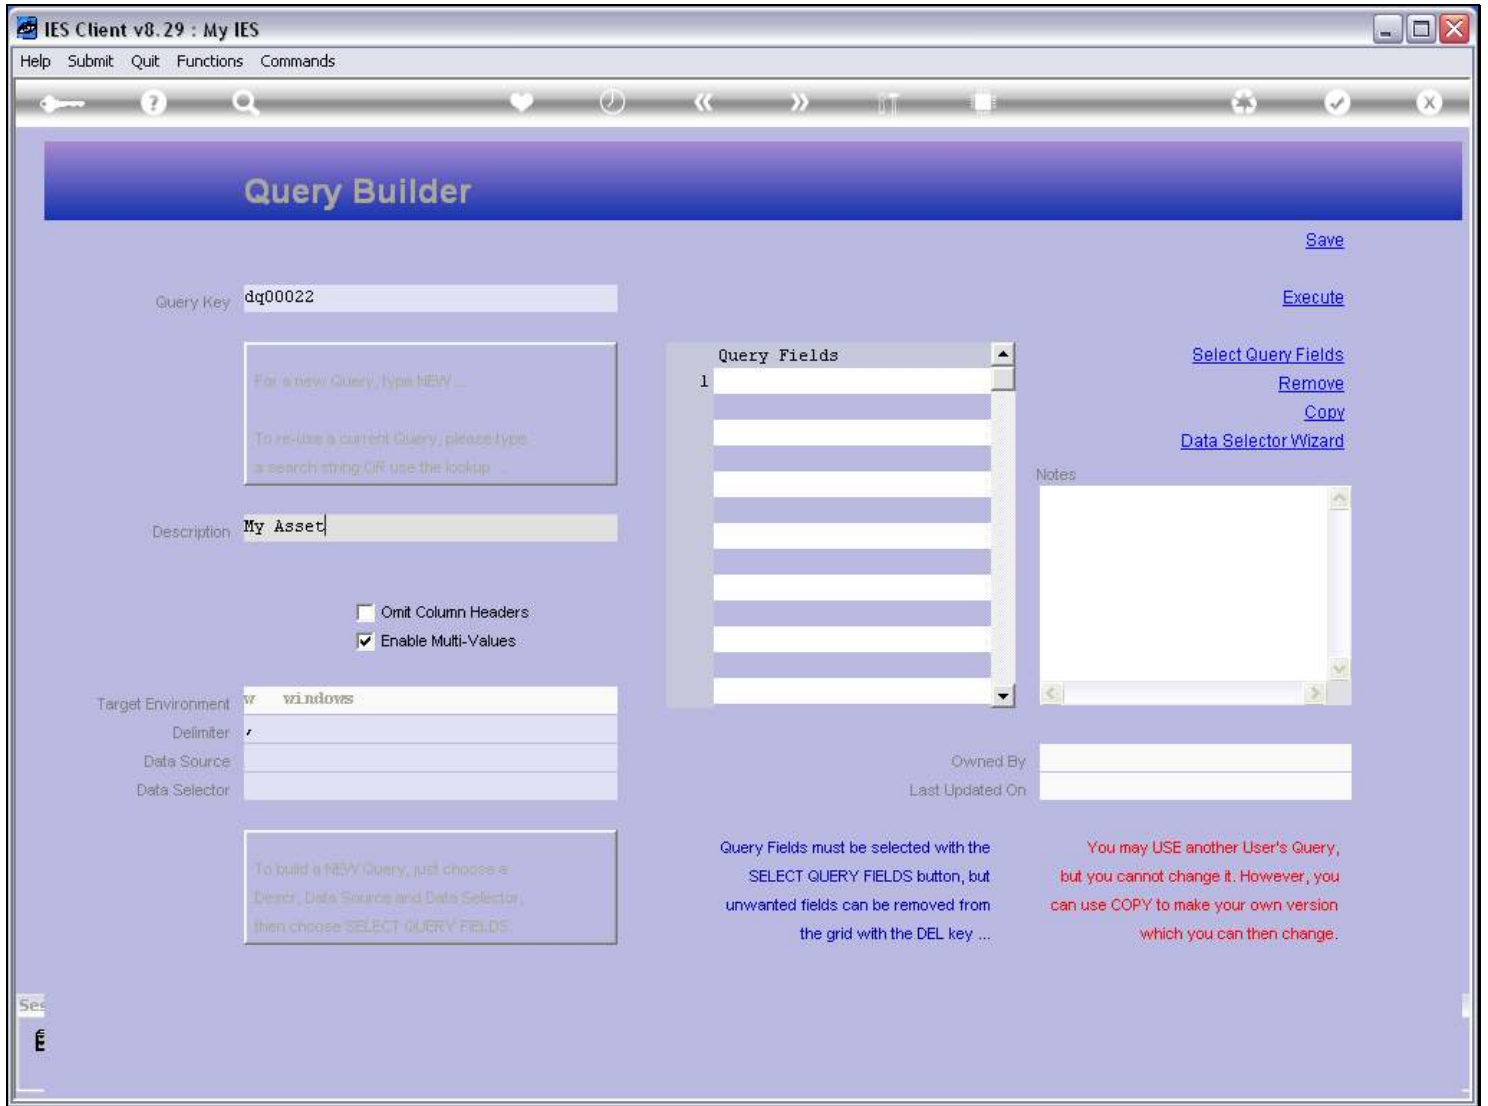 IES Client v8.29 : My IES
Help Submit Quit Functions Commands
Query Builder
Save
Query Key dq00022
Execute
For a new Query, type NEW ...
To re-use a current Query, please type
a search string OR use the lookup ...
Query Fields
1
Select Query Fields
Remove
Copy
Data Selector Wizard
Notes
Description My Asset
Omit Column Headers
Enable Multi-Values
Target Environment w windows
Delimiter ,
Data Source
Data Selector
Owned By
Last Updated On
To build a NEW Query, just choose a
Descr, Data Source and Data Selector,
then choose SELECT QUERY FIELDS.
Query Fields must be selected with the
SELECT QUERY FIELDS button, but
unwanted fields can be removed from
the grid with the DEL key ...
You may USE another User's Query,
but you cannot change it. However, you
can use COPY to make your own version
which you can then change.
Ses